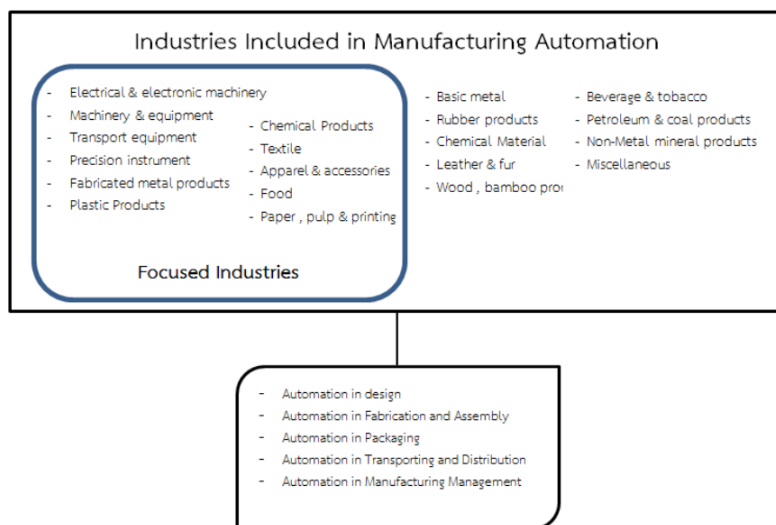 Industries Included in Manufacturing Automation
- Electrical & electronic machinery
- Machinery & equipment
- Transport equipment
- Precision instrument
- Fabricated metal products
- Plastic Products
- Chemical Products
- Textile
- Apparel & accessories
- Food
- Paper , pulp & printing
Focused Industries
- Basic metal
- Rubber products
- Chemical Material
- Leather & fur
- Wood , bamboo
- Beverage & tobacco
- Petroleum & coal products
- Non-Metal mineral products
- Miscellaneous
- Automation in design
- Automation in Fabrication and Assembly
- Automation in Packaging
- Automation in Transporting and Distribution
- Automation in Manufacturing Management